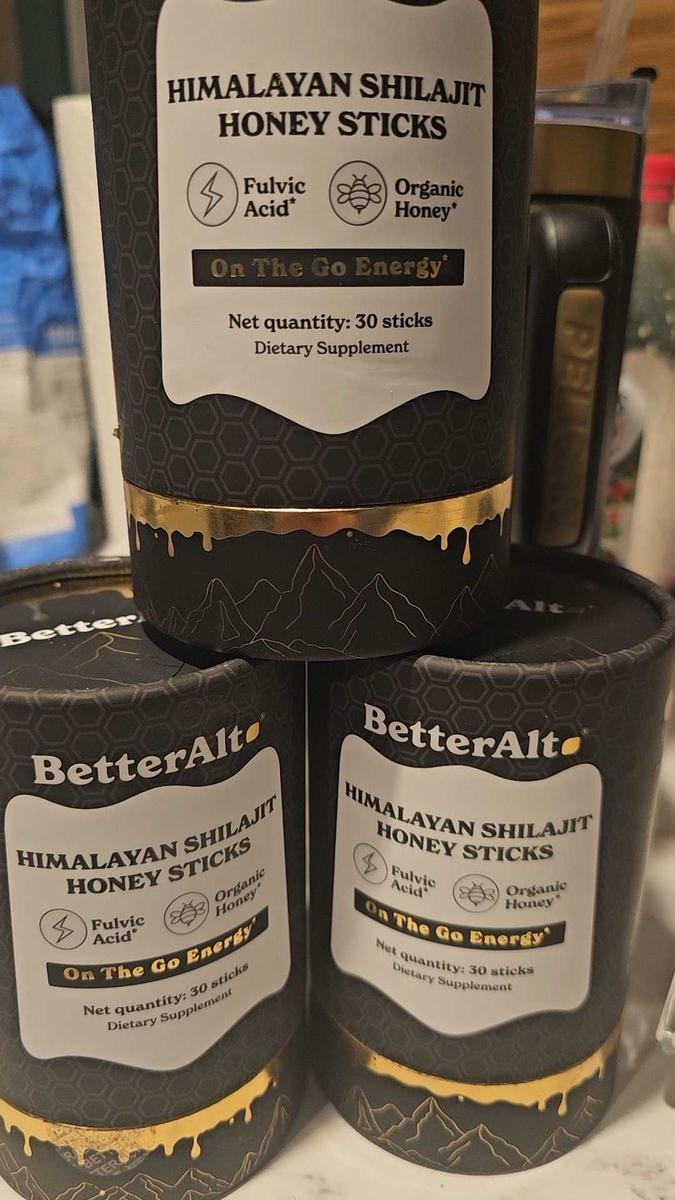 HIMALAYAN SHILAJIT
HONEY STICKS
Fulvic
Acid*
Organic
Honey*
On The Go Energy*
Net quantity: 30 sticks
Dietary Supplement
BetterAlt
HIMALAYAN SHILAJIT
HONEY STICKS
Fulvic
Acid*
Organic
Honey*
On The Go Energy*
Net quantity: 30 sticks
Dietary Supplement
BetterAlt
HIMALAYAN SHILAJIT
HONEY STICKS
Fulvic
Acid*
Organic
Honey*
On The Go Energy*
Net quantity: 30 sticks
Dietary Supplement